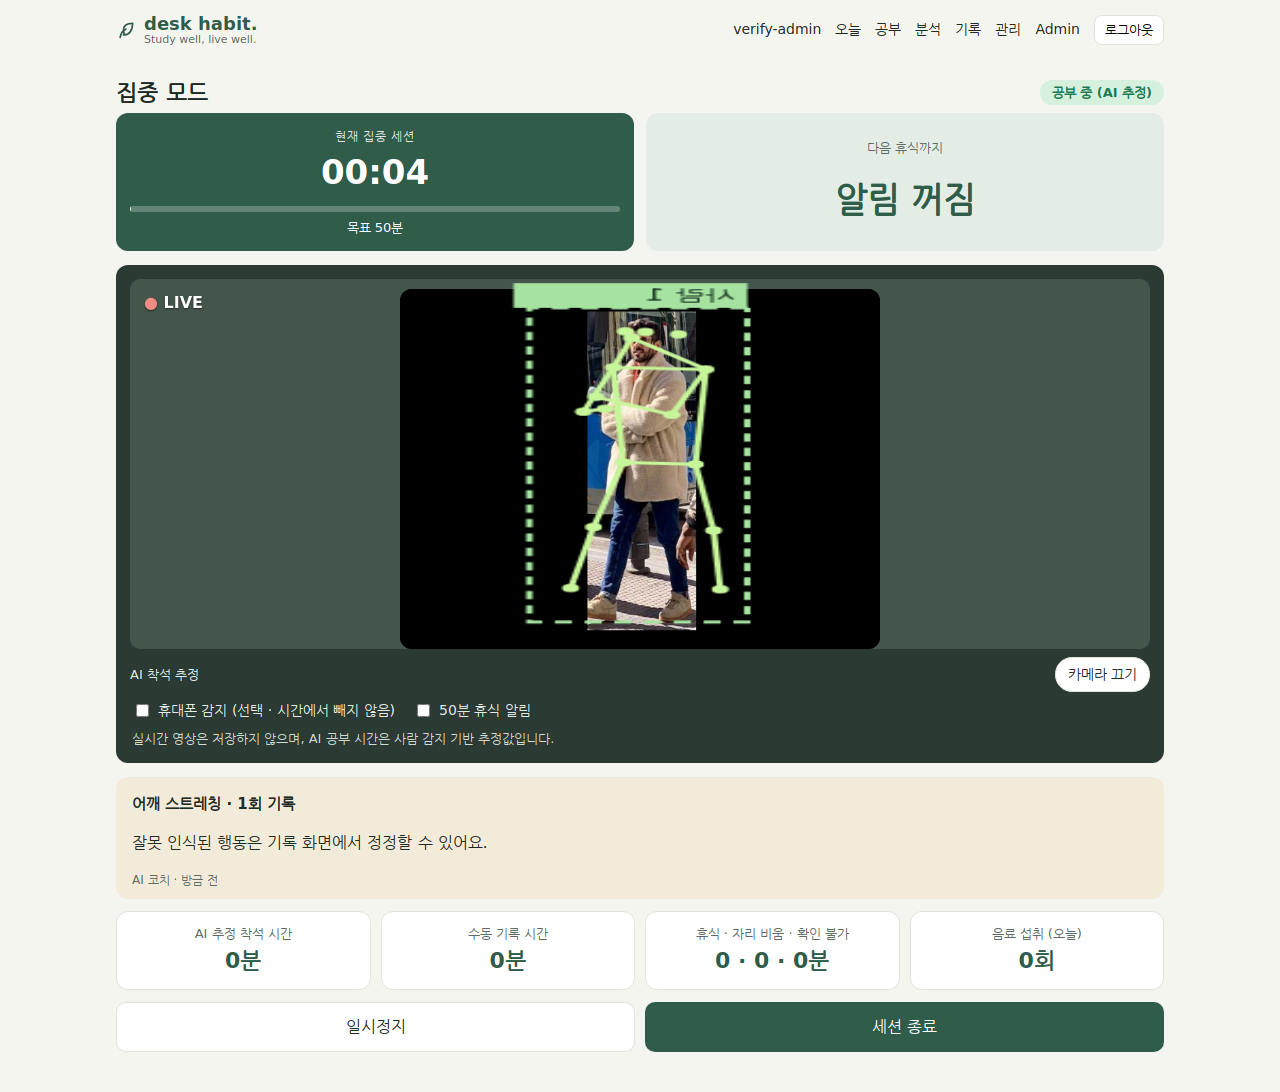 desk habit.
Study well, live well.
verify-admin 오늘 공부 분석 기록 관리 Admin 로그아웃
집중 모드
공부 중 (AI 추정)
현재 집중 세션
00:04
목표 50분
다음 휴식까지
알림 꺼짐
LIVE
사람 1
AI 착석 추정
카메라 끄기
휴대폰 감지 (선택 · 시간에서 빼지 않음) 50분 휴식 알림
실시간 영상은 저장하지 않으며, AI 공부 시간은 사람 감지 기반 추정값입니다.
어깨 스트레칭 · 1회 기록
잘못 인식된 행동은 기록 화면에서 정정할 수 있어요.
AI 코치 · 방금 전
AI 추정 착석 시간
0분
수동 기록 시간
0분
휴식 · 자리 비움 · 확인 불가
0 · 0 · 0분
음료 섭취 (오늘)
0회
일시정지
세션 종료